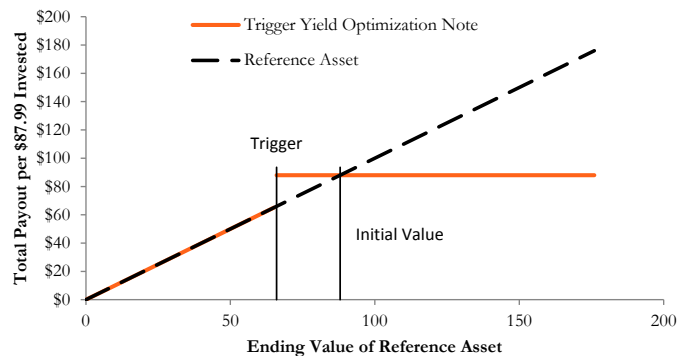 $200
$180
$160
$140
$120
$100
$80
$60
$40
$20
$0
Total Payout per $87.99 Invested
Trigger Yield Optimization Note
Reference Asset
Trigger
Initial Value
0
50
100
150
200
Ending Value of Reference Asset